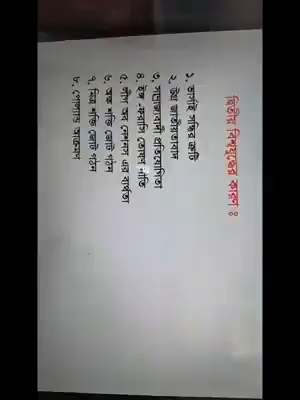 দ্বিতীয় বিশ্বযুদ্ধের কারণ :
১. ভার্সাই সন্ধির ত্রুটি
২. উগ্র জাতীয়তাবাদ
৩. সাম্রাজ্যবাদী প্রতিযোগিতা
৪. ইঙ্গ-ফরাসি তোষণ নীতি
৫. লীগ অব নেশনস এর ব্যর্থতা
৬. অক্ষ শক্তি জোট গঠন
৭. মিত্র শক্তি জোট গঠন
৮. পোল্যান্ড আক্রমণ